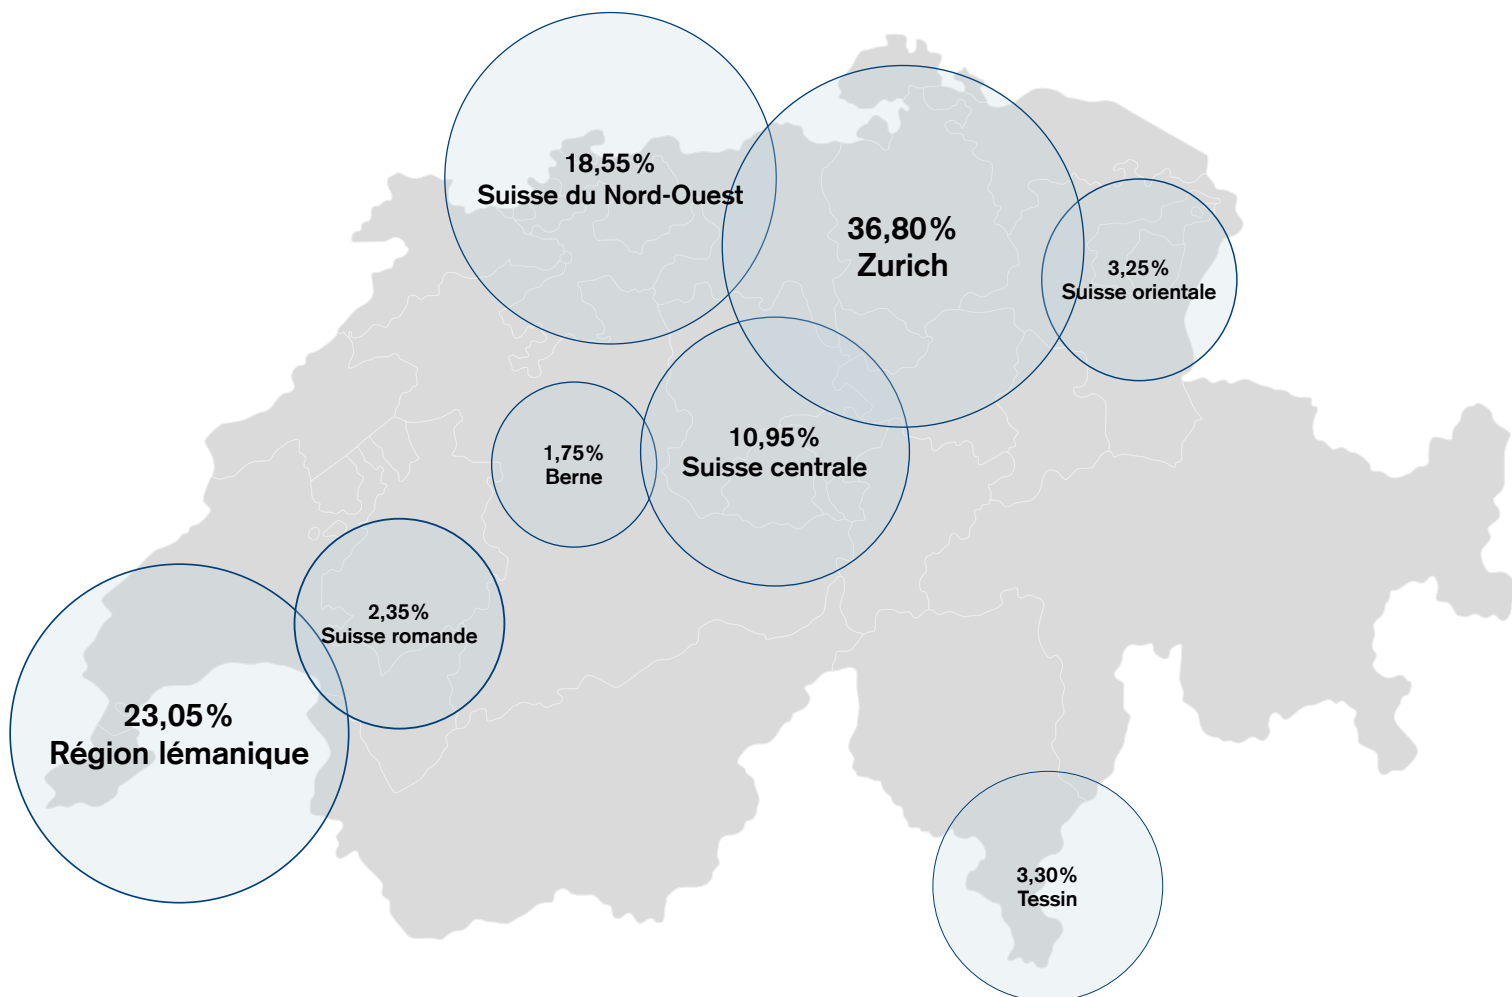 18,55%
Suisse du Nord-Ouest
36,80%
Zurich
3,25%
Suisse orientale
10,95%
Suisse centrale
1,75%
Berne
2,35%
Suisse romande
23,05%
Région lémanique
3,30%
Tessin